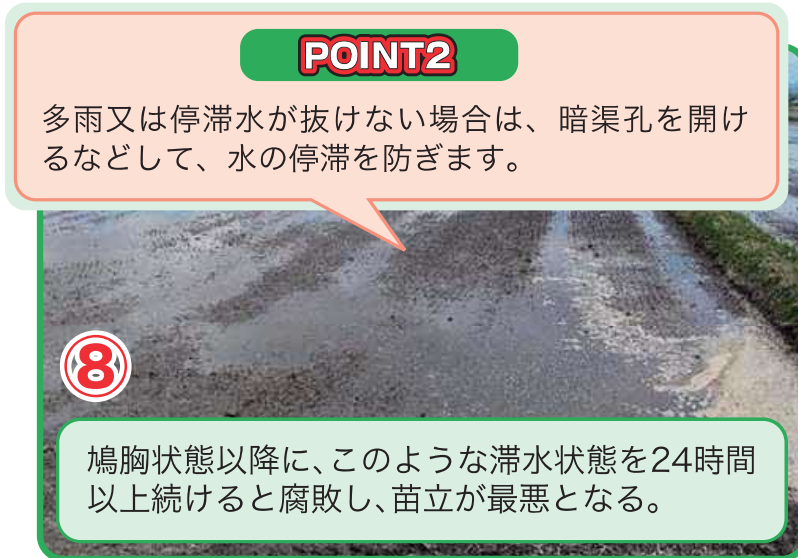 POINT2
多雨又は停滞水が抜けない場合は、暗渠孔を開け
るなどして、水の停滞を防ぎます。
8
鳩胸状態以降に、このような滞水状態を24時間
以上続けると腐敗し、苗立が最悪となる。